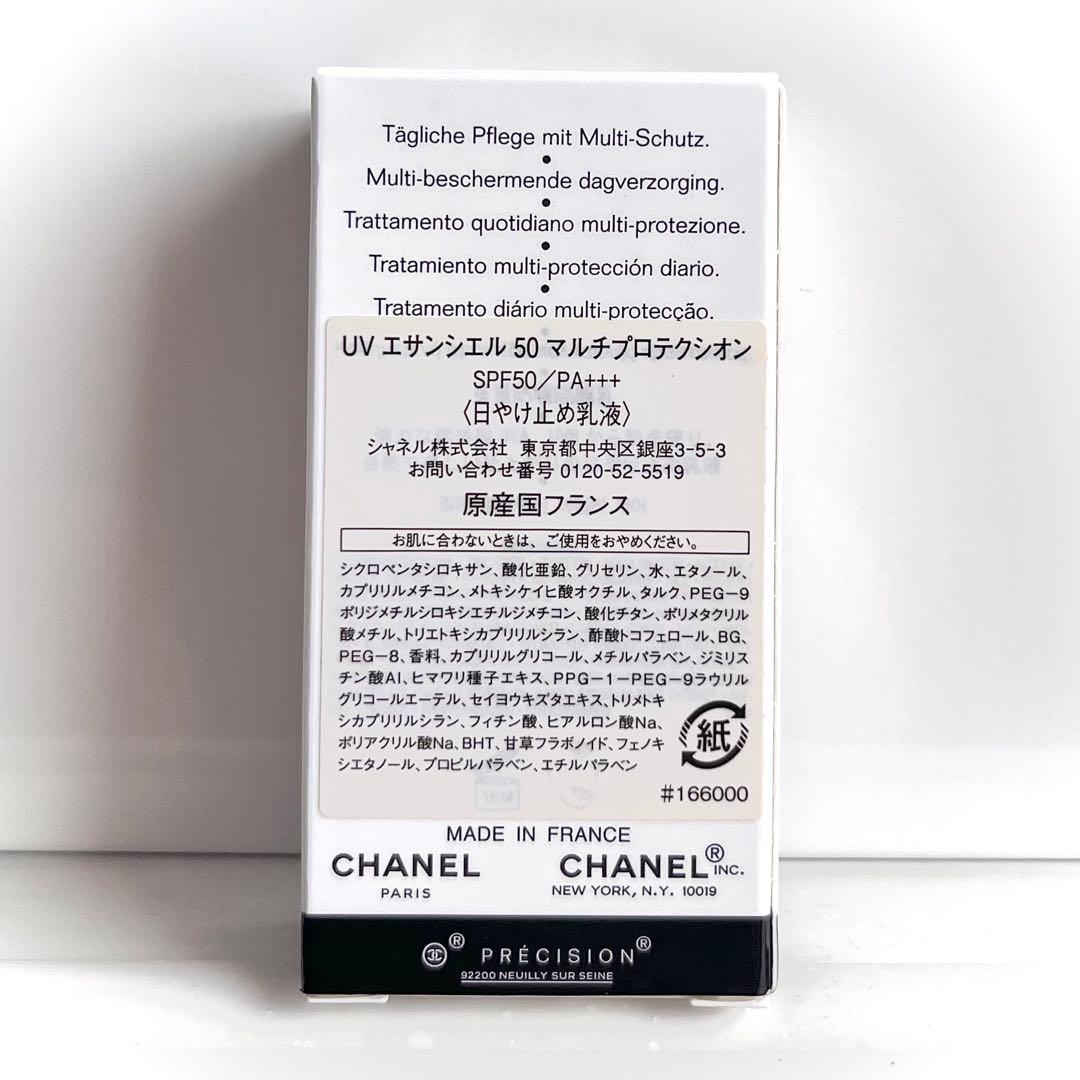 Tägliche Pflege mit Multi-Schutz.
•
Multi-beschermende dagverzorging.
•
Trattamento quotidiano multi-protezione.
•
Tratamiento multi-protección diario.
•
Tratamento diário multi-protecção.
UV エサンシエル 50 マルチプロテクシオン
SPF50/PA+++
〈日やけ止め乳液〉
シャネル株式会社 東京都中央区銀座3-5-3
お問い合わせ番号 0120-52-5519
原産国フランス
お肌に合わないときは、ご使用をおやめください。
シクロペンタシロキサン、酸化亜鉛、グリセリン、水、エタノール、
カプリリルメチコン、メトキシケイヒ酸オクチル、タルク、PEG-9
ポリジメチルシロキシエチルジメチコン、酸化チタン、ポリメタクリル
酸メチル、トリエトキシカプリリルシラン、酢酸トコフェロール、BG、
PEG-8、香料、カプリリルグリコール、メチルパラベン、ジミリス
チン酸Al、ヒマワリ種子エキス、PPG-1-PEG-9ラウリル
グリコールエーテル、セイヨウキズタエキス、トリメトキ
シカプリリルシラン、フィチン酸、ヒアルロン酸Na、
ポリアクリル酸Na、BHT、甘草フラボノイド、フェノキ
シエタノール、プロピルパラベン、エチルパラベン
紙
#166000
MADE IN FRANCE
CHANEL
PARIS
CHANEL® INC.
NEW YORK, N.Y. 10019
® PRÉCISION®
92200 NEUILLY SUR SEINE